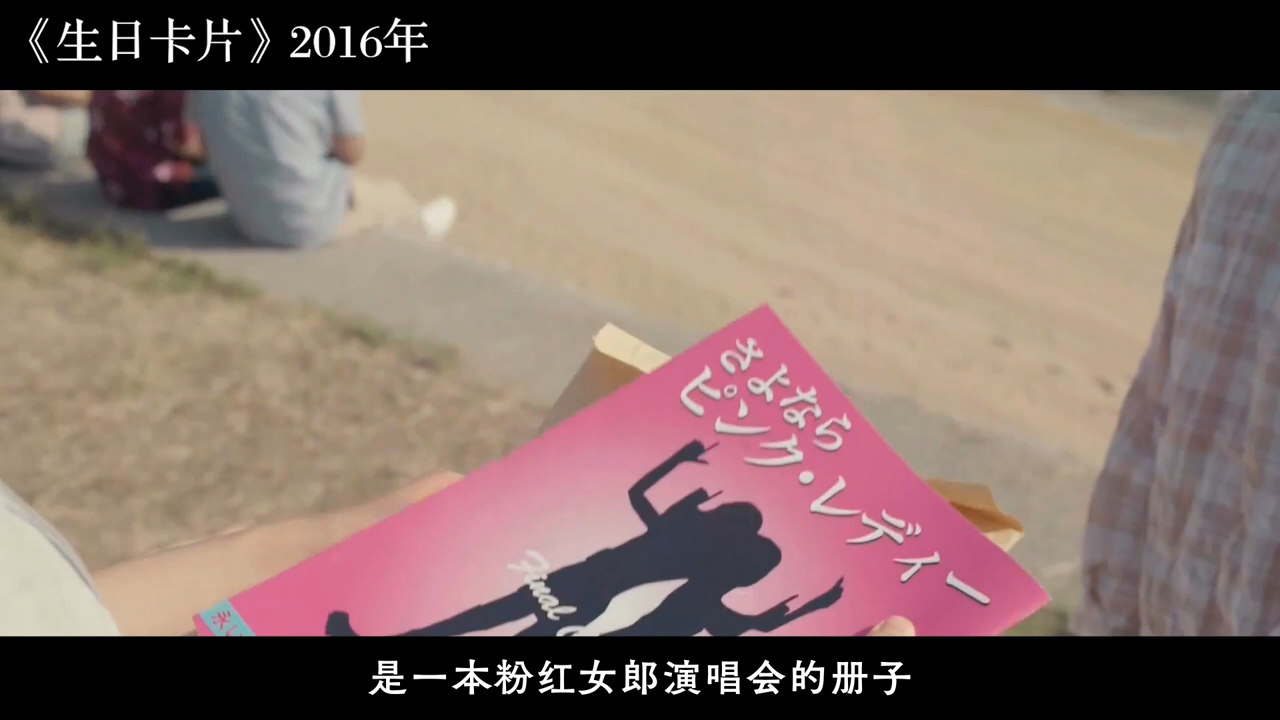 《生日卡片》2016年
さよなら
ピンク・レディー
Final
是一本粉红女郎演唱会的册子